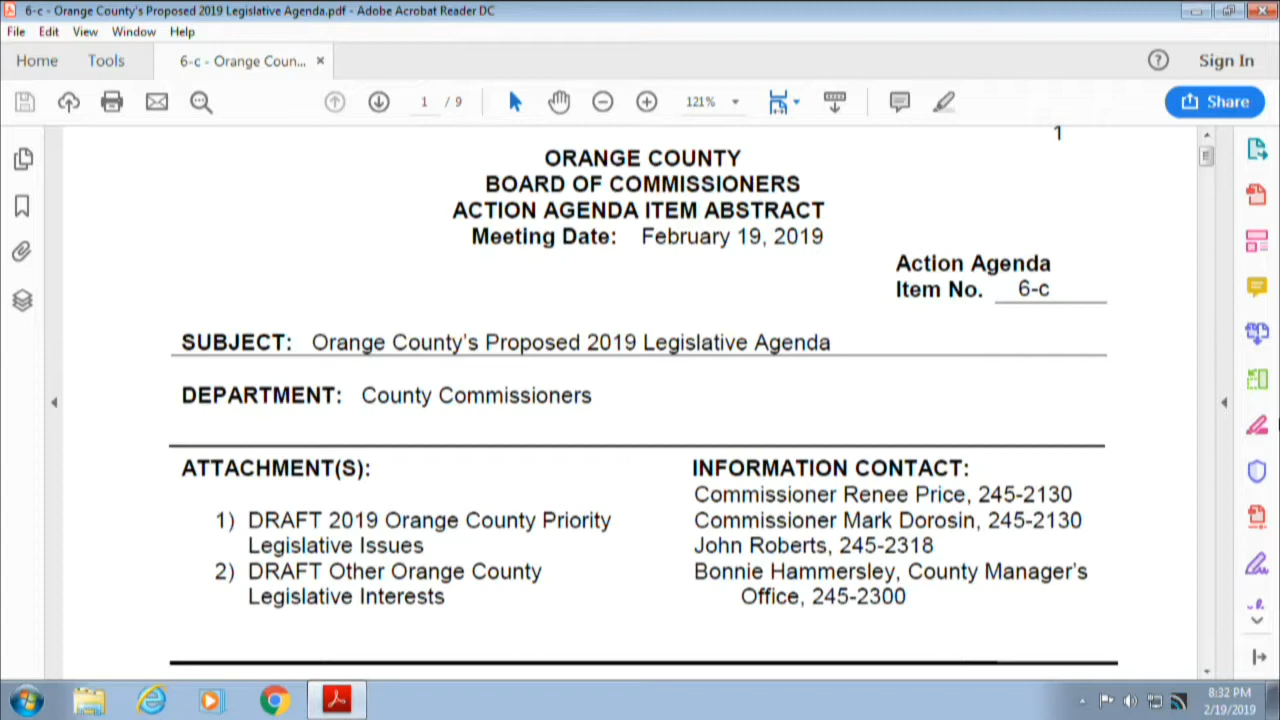 6-c - Orange County's Proposed 2019 Legislative Agenda.pdf - Adobe Acrobat Reader DC
File Edit View Window Help
Home Tools 6-c - Orange Coun... × ? Sign In
1 / 9 121% Share
1
ORANGE COUNTY
BOARD OF COMMISSIONERS
ACTION AGENDA ITEM ABSTRACT
Meeting Date: February 19, 2019
Action Agenda
Item No. 6-c
SUBJECT: Orange County's Proposed 2019 Legislative Agenda
DEPARTMENT: County Commissioners
ATTACHMENT(S):
1) DRAFT 2019 Orange County Priority
Legislative Issues
2) DRAFT Other Orange County
Legislative Interests
INFORMATION CONTACT:
Commissioner Renee Price, 245-2130
Commissioner Mark Dorosin, 245-2130
John Roberts, 245-2318
Bonnie Hammersley, County Manager's
Office, 245-2300
8:32 PM
2/19/2019